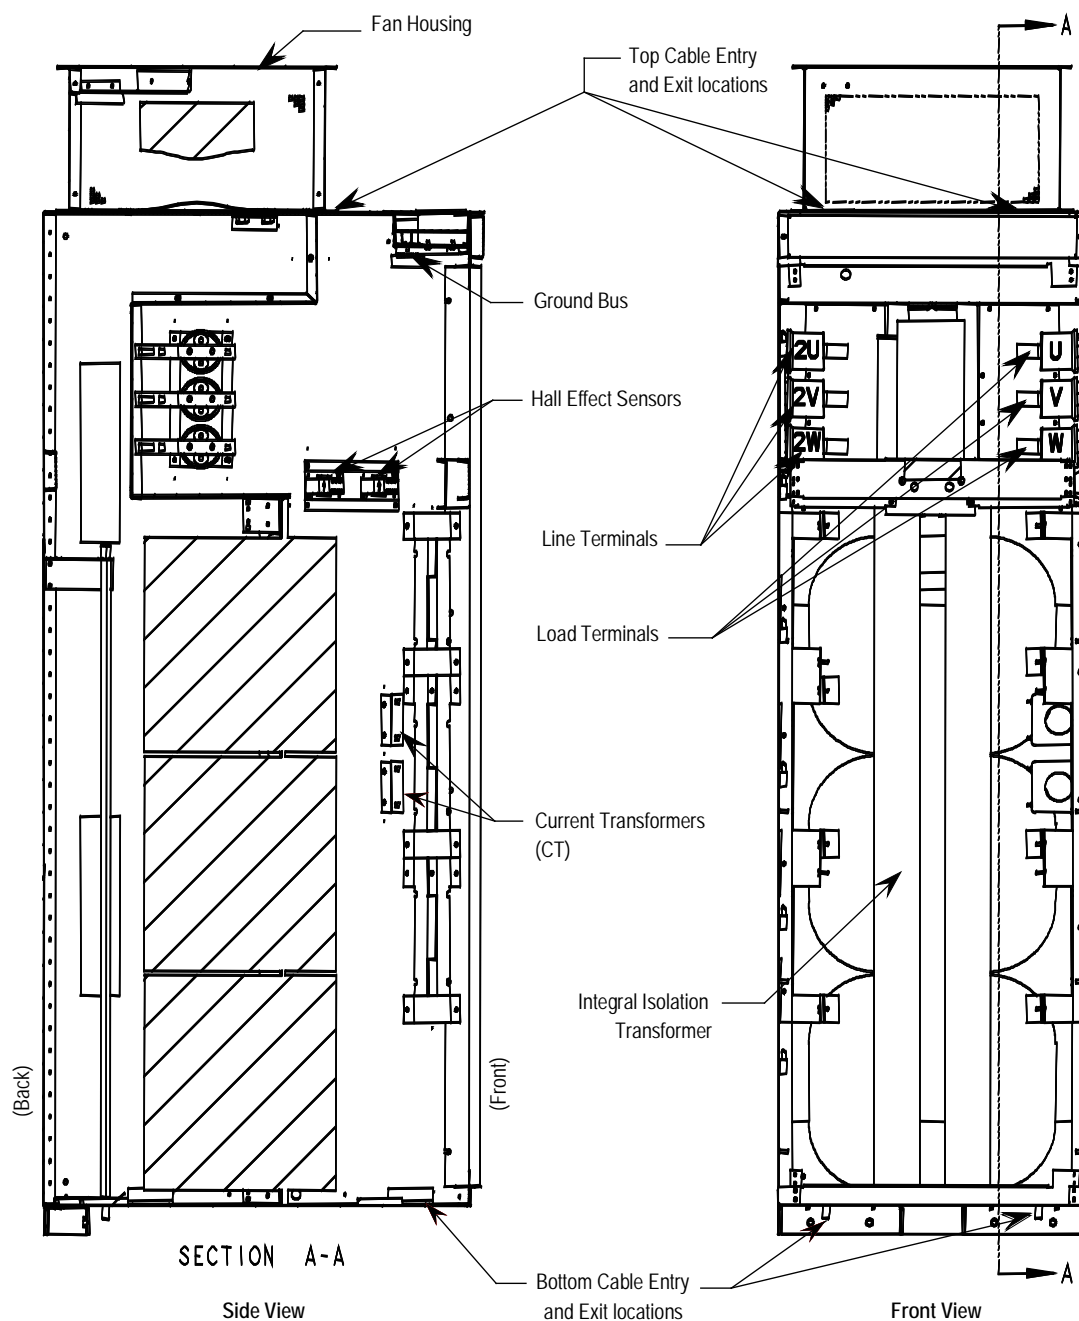 Fan Housing
A
Top Cable Entry
and Exit locations
Ground Bus
2U
U
2V
V
Hall Effect Sensors
2W
W
Line Terminals
Load Terminals
Current Transformers
(CT)
Integral Isolation
Transformer
(Back)
(Front)
SECTION A-A
A
Bottom Cable Entry
and Exit locations
Side View
Front View